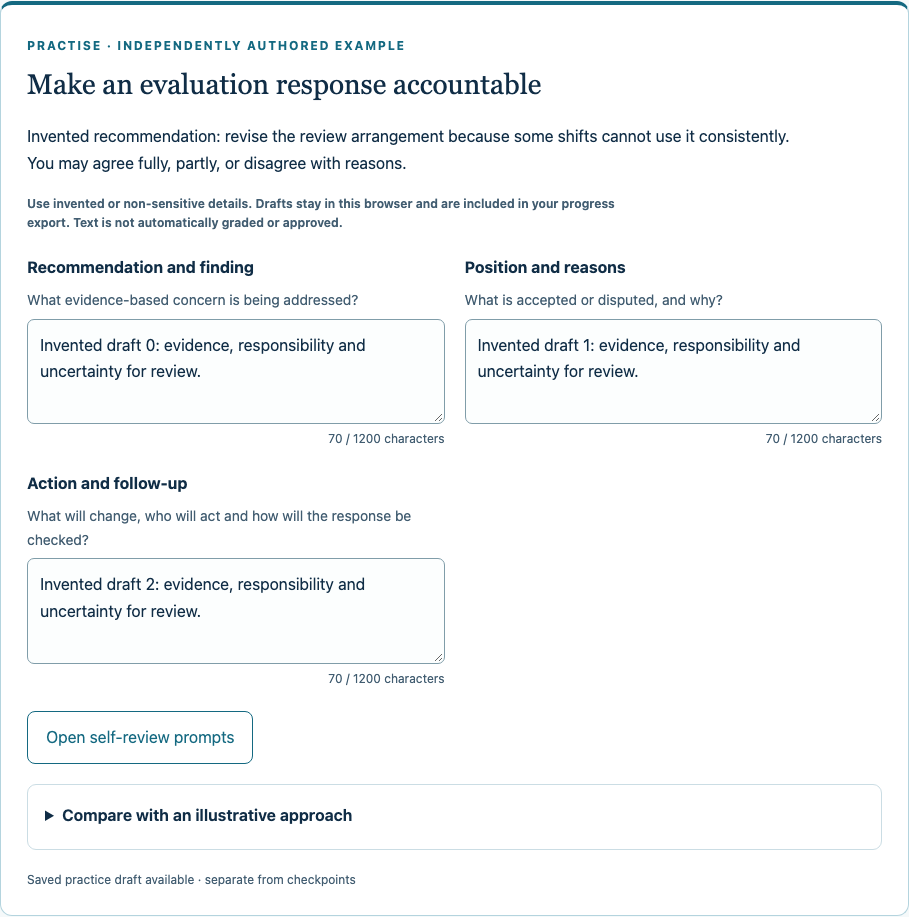 PRACTISE · INDEPENDENTLY AUTHORED EXAMPLE
Make an evaluation response accountable
Invented recommendation: revise the review arrangement because some shifts cannot use it consistently.
You may agree fully, partly, or disagree with reasons.
Use invented or non-sensitive details. Drafts stay in this browser and are included in your progress
export. Text is not automatically graded or approved.
Recommendation and finding
What evidence-based concern is being addressed?
Invented draft 0: evidence, responsibility and
uncertainty for review.
70 / 1200 characters
Position and reasons
What is accepted or disputed, and why?
Invented draft 1: evidence, responsibility and
uncertainty for review.
70 / 1200 characters
Action and follow-up
What will change, who will act and how will the response be
checked?
Invented draft 2: evidence, responsibility and
uncertainty for review.
70 / 1200 characters
Open self-review prompts
Compare with an illustrative approach
Saved practice draft available · separate from checkpoints